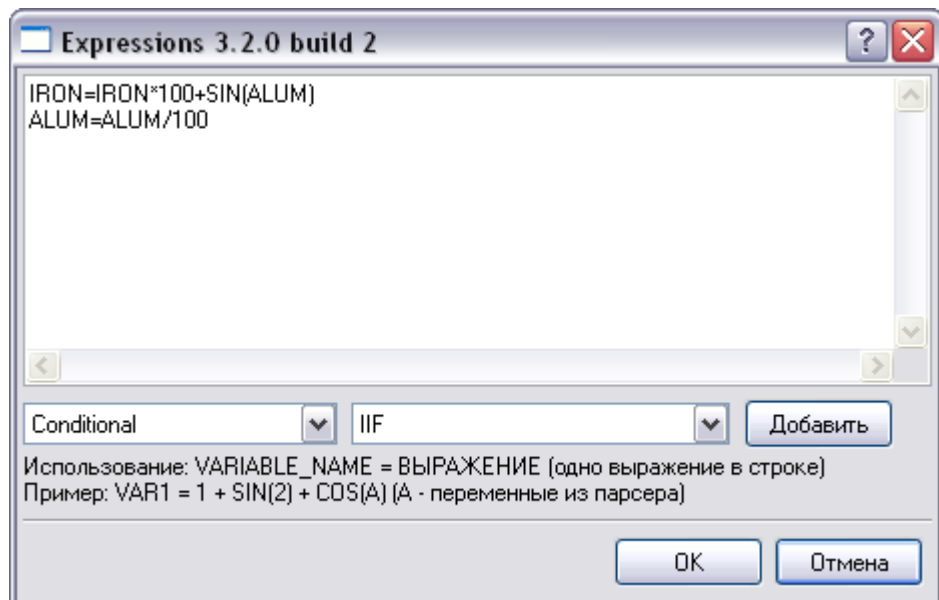 Expressions 3.2.0 build 2
IRON=IRON*100+SIN(ALUM)
ALUM=ALUM/100
Conditional IIF Добавить
Использование: VARIABLE_NAME = ВЫРАЖЕНИЕ (одно выражение в строке)
Пример: VAR1 = 1 + SIN(2) + COS(A) (A - переменные из парсера)
OK Отмена